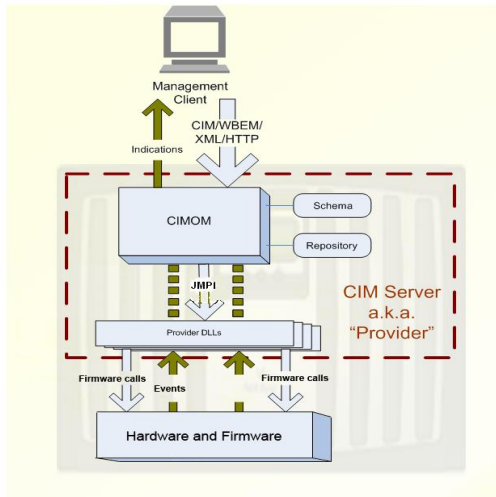 Management
Client
CIM/WBEM/
XML/HTTP
Indications
CIMOM
Schema
Repository
JMPI
CIM Server
a.k.a.
“Provider”
Provider DLLs
Firmware calls
Events
Firmware calls
Hardware and Firmware